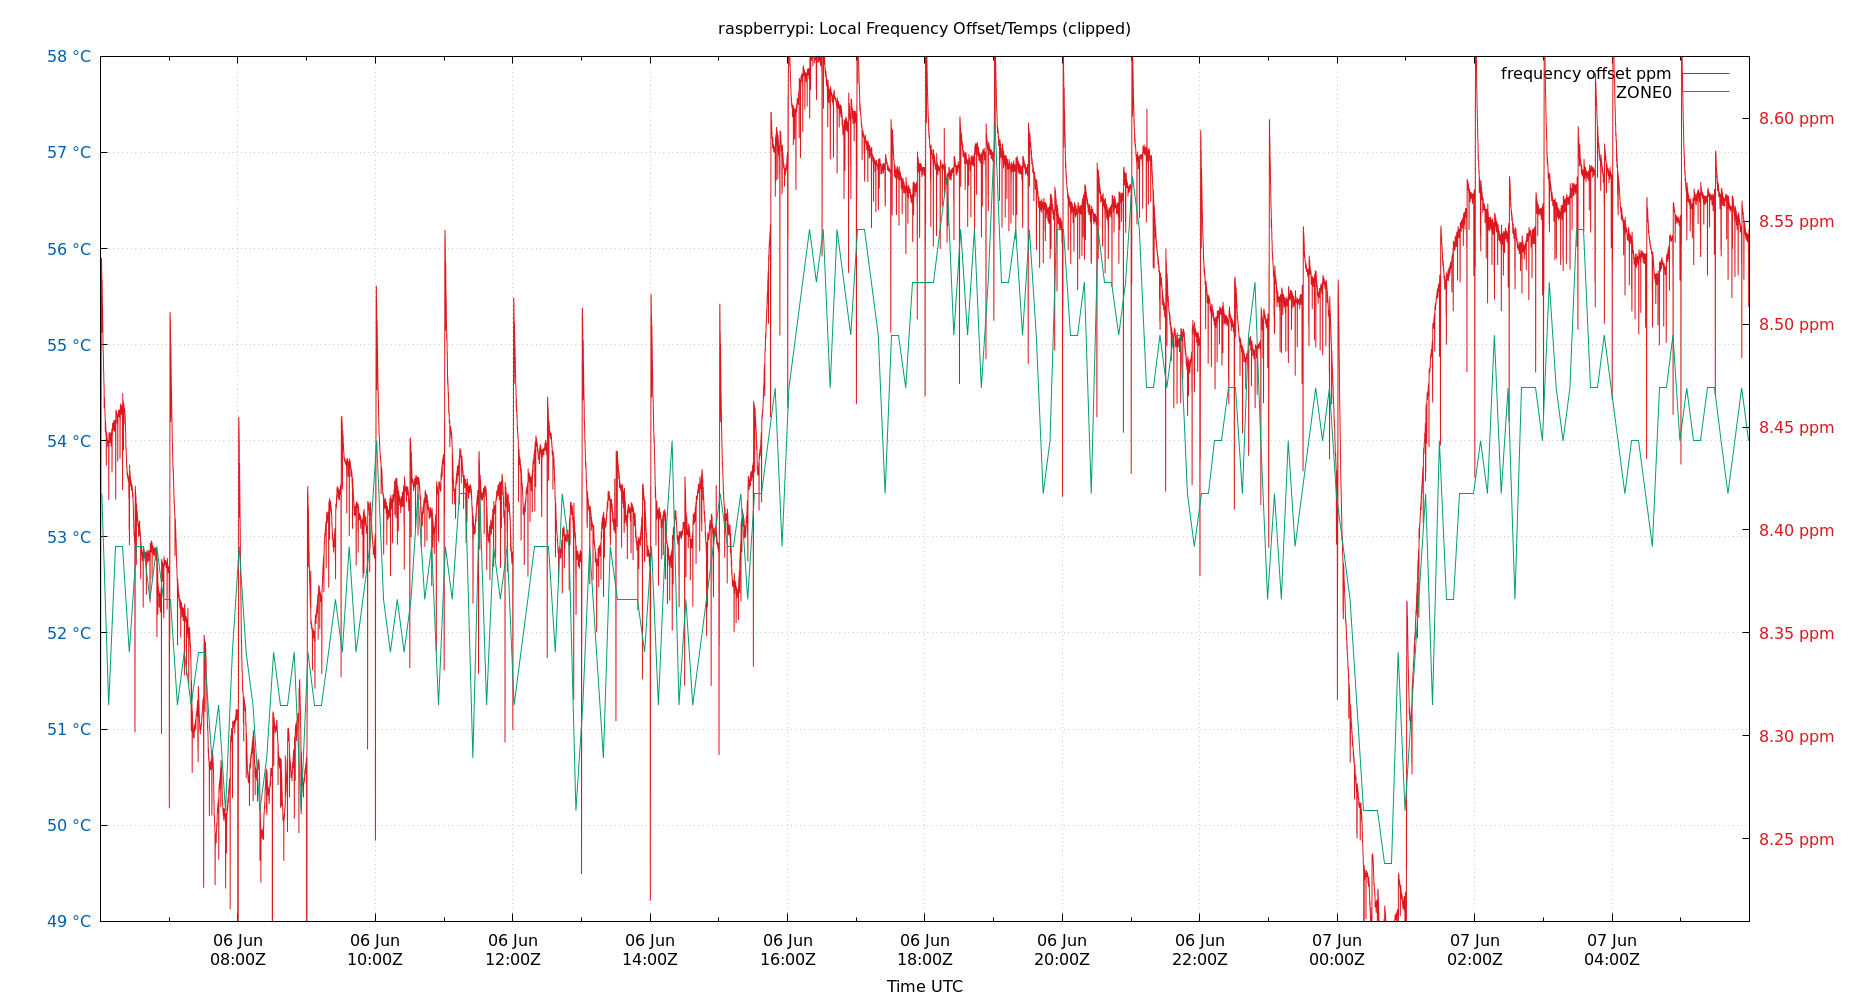 raspberrypi: Local Frequency Offset/Temps (clipped)
frequency offset ppm
ZONE0
58 °C
57 °C
56 °C
55 °C
54 °C
53 °C
52 °C
51 °C
50 °C
49 °C
8.60 ppm
8.55 ppm
8.50 ppm
8.45 ppm
8.40 ppm
8.35 ppm
8.30 ppm
8.25 ppm
06 Jun
08:00Z
06 Jun
10:00Z
06 Jun
12:00Z
06 Jun
14:00Z
06 Jun
16:00Z
06 Jun
18:00Z
06 Jun
20:00Z
06 Jun
22:00Z
07 Jun
00:00Z
07 Jun
02:00Z
07 Jun
04:00Z
Time UTC